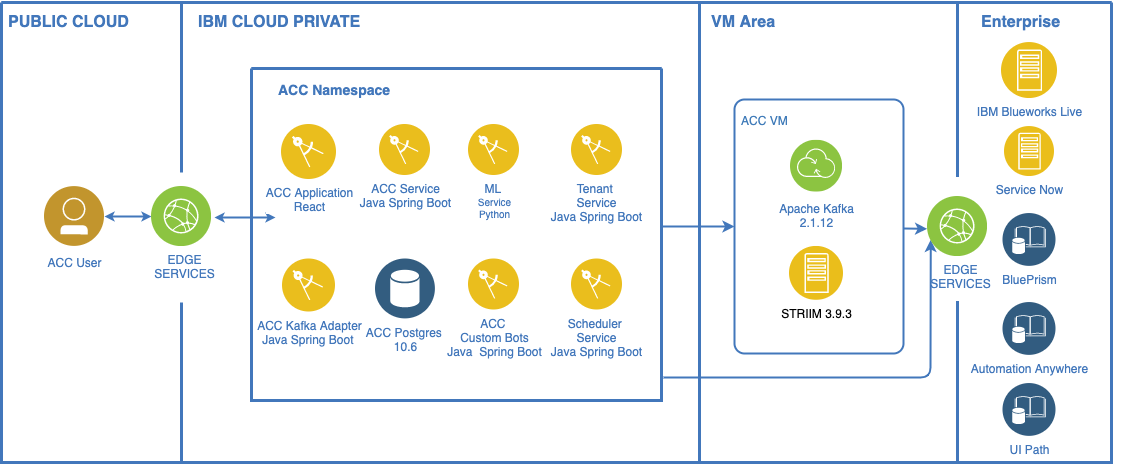 PUBLIC CLOUD
IBM CLOUD PRIVATE
VM Area
Enterprise
ACC Namespace
ACC Application
React
ACC Service
Java Spring Boot
ML
Service
Python
Tenant
Service
Java Spring Boot
ACC Kafka Adapter
Java Spring Boot
ACC Postgres
10.6
ACC
Custom Bots
Java Spring Boot
Scheduler
Service
Java Spring Boot
ACC User
EDGE
SERVICES
ACC VM
Apache Kafka
2.1.12
STRIIM 3.9.3
EDGE
SERVICES
IBM Blueworks Live
Service Now
BluePrism
Automation Anywhere
UI Path